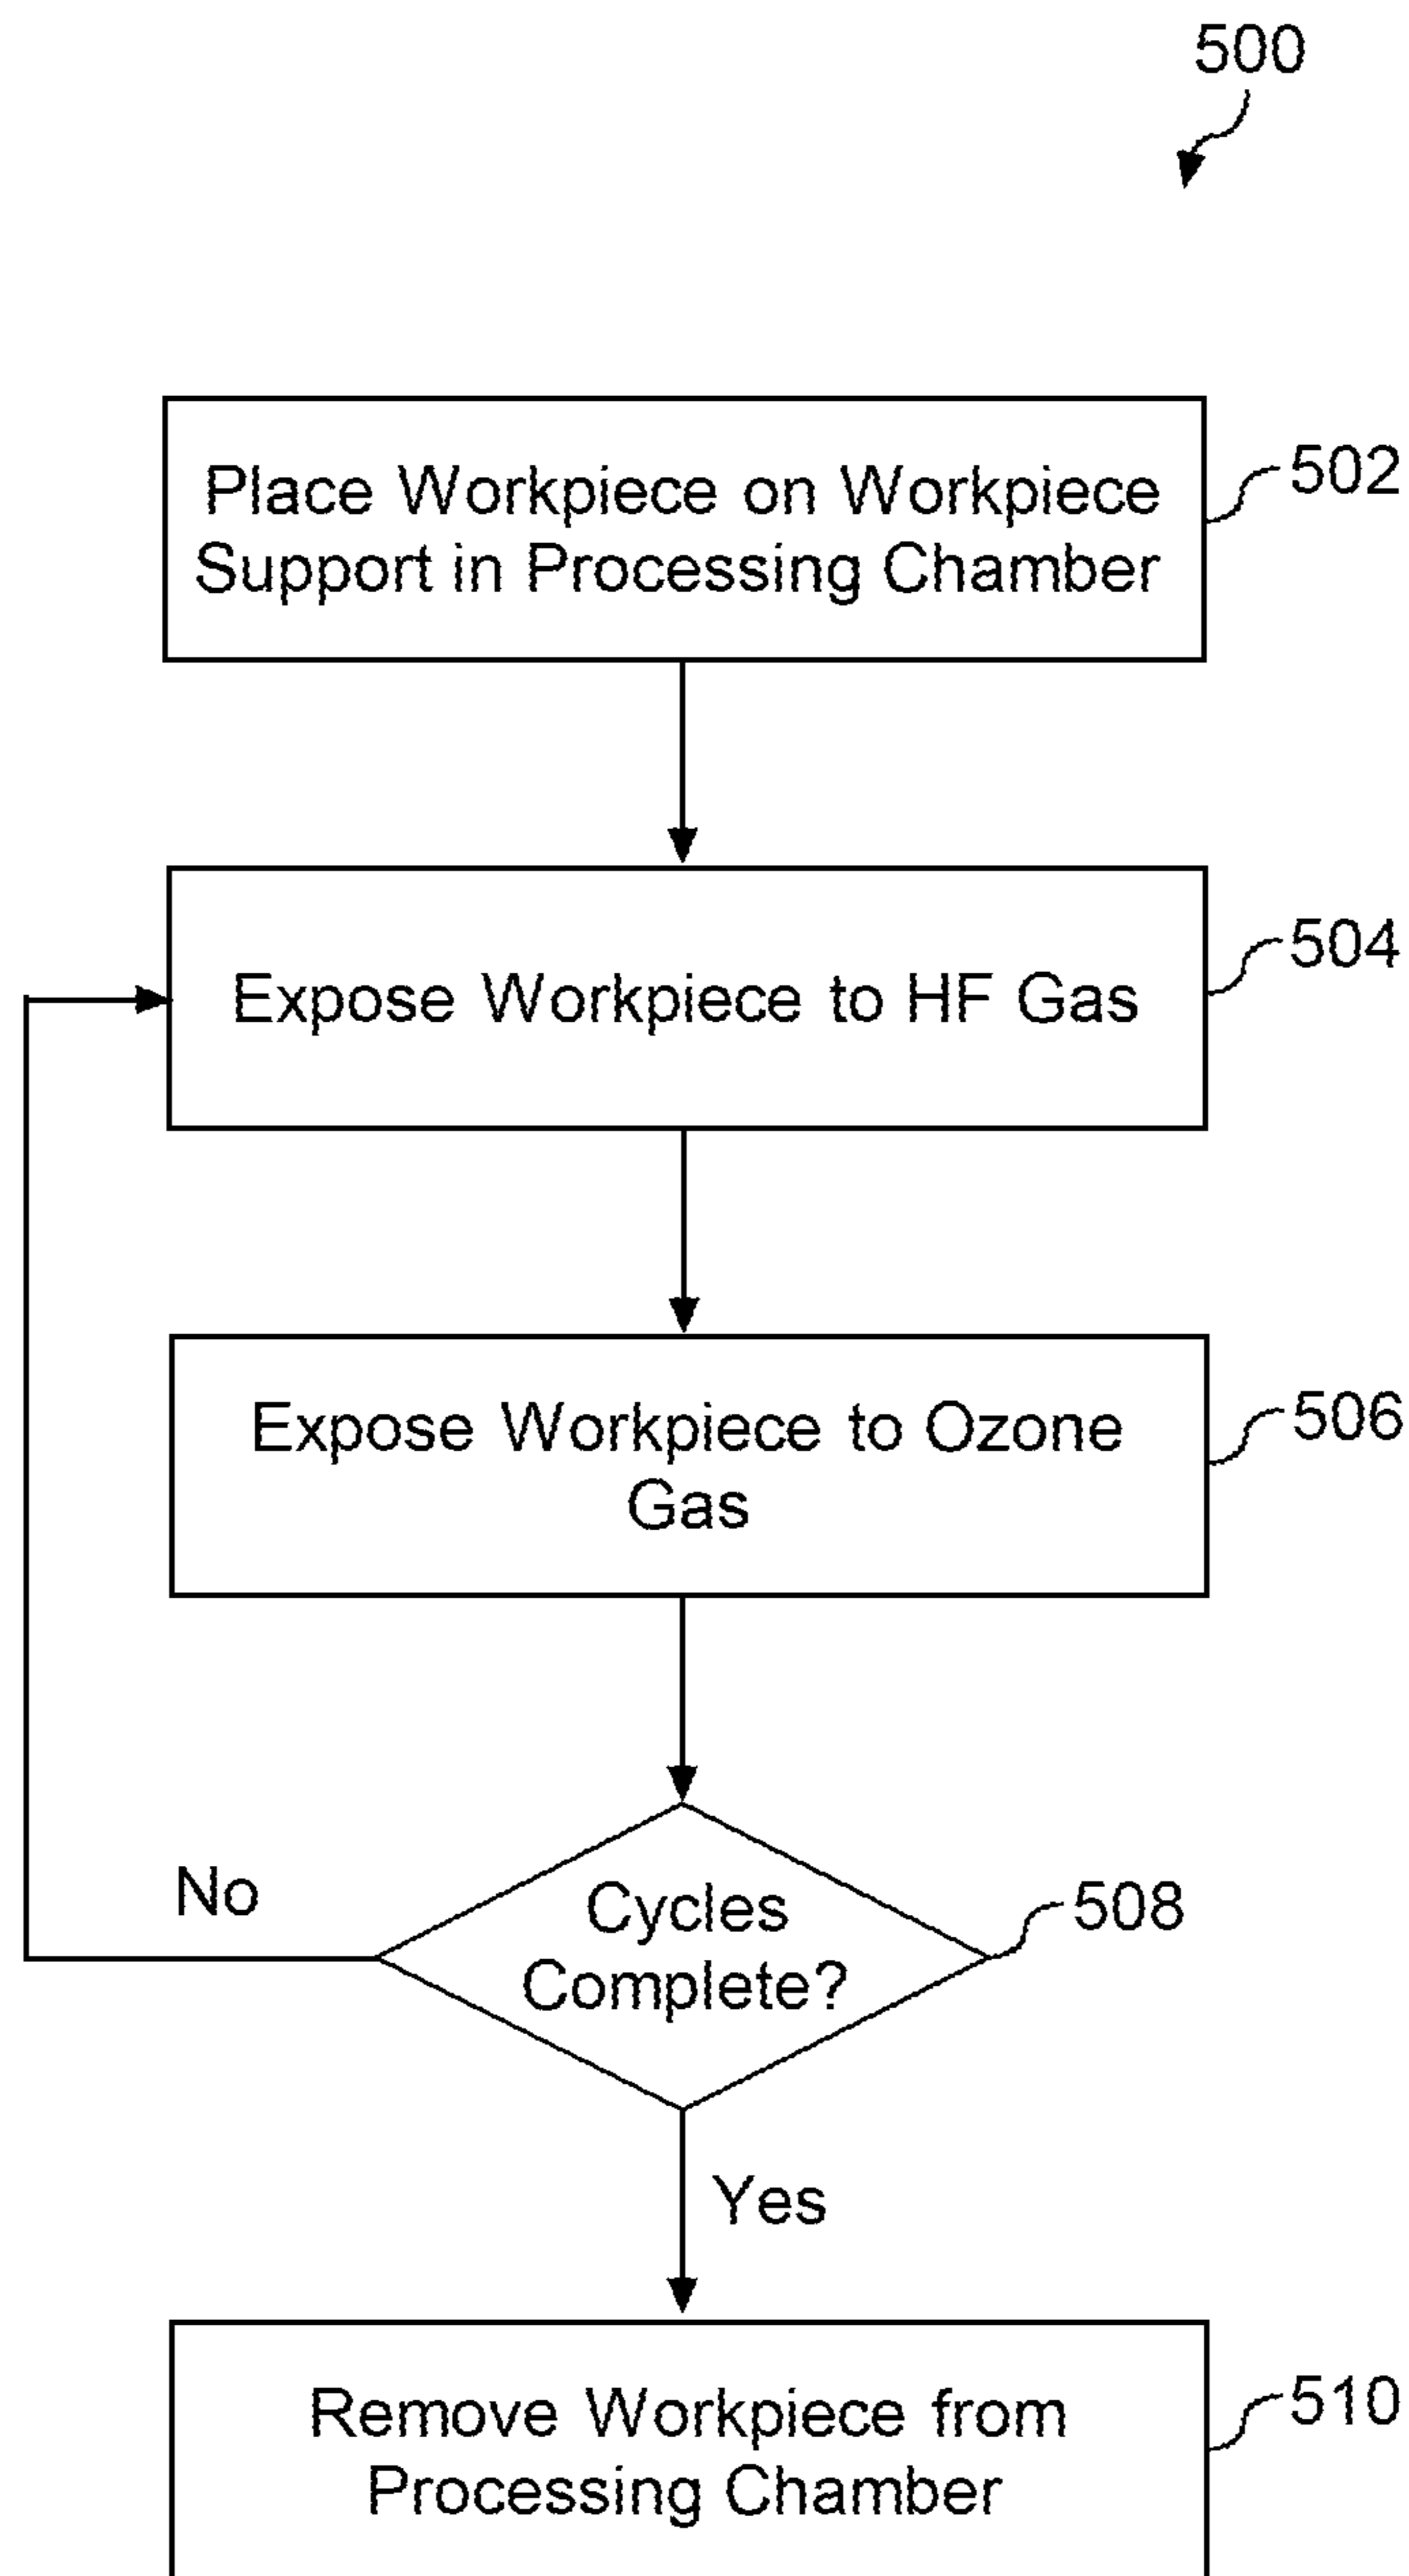 500
Place Workpiece on Workpiece
Support in Processing Chamber
502
Expose Workpiece to HF Gas
504
Expose Workpiece to Ozone
Gas
506
Cycles
Complete?
508
No
Yes
Remove Workpiece from
Processing Chamber
510